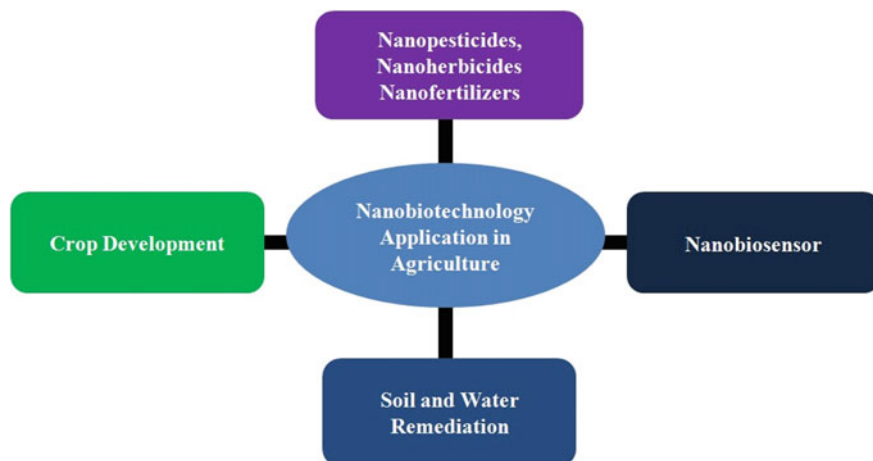 Nanopesticides,
Nanoherbicides
Nanofertilizers
Crop Development
Nanobiotechnology
Application in
Agriculture
Nanobiosensor
Soil and Water
Remediation